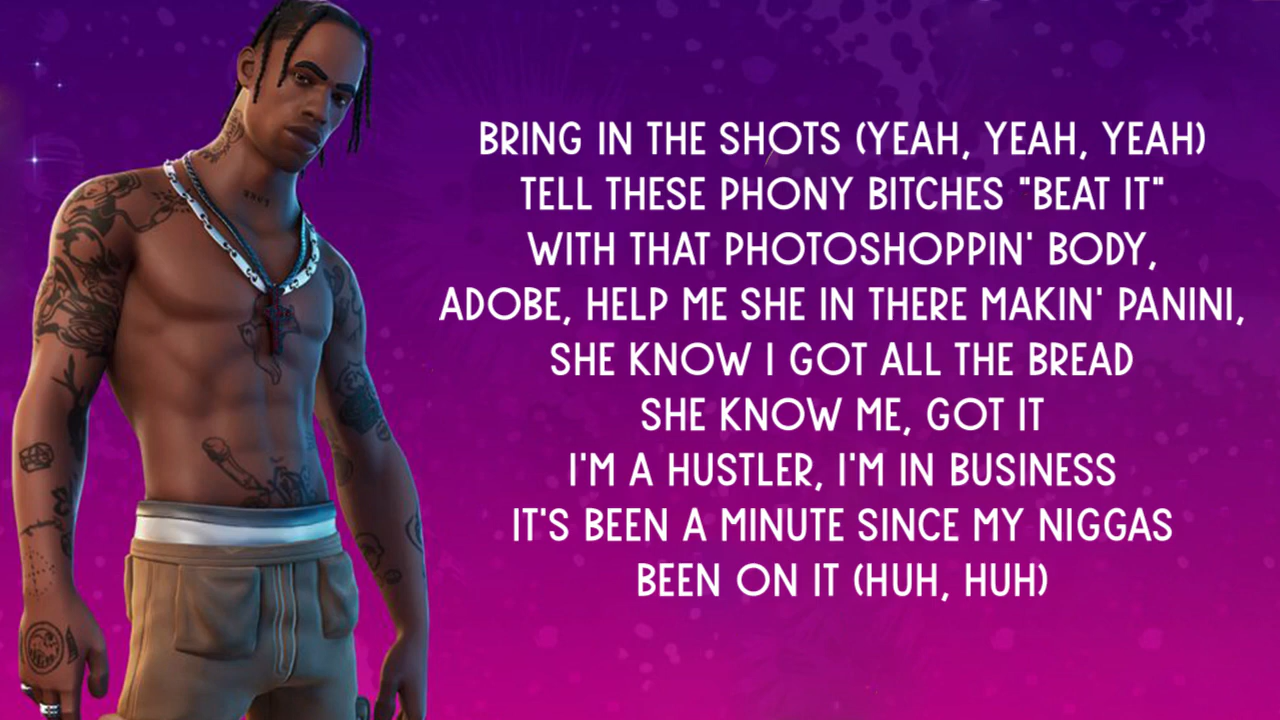 BRING IN THE SHOTS (YEAH, YEAH, YEAH)
TELL THESE PHONY BITCHES "BEAT IT"
WITH THAT PHOTOSHOPPIN' BODY,
ADOBE, HELP ME SHE IN THERE MAKIN' PANINI,
SHE KNOW I GOT ALL THE BREAD
SHE KNOW ME, GOT IT
I'M A HUSTLER, I'M IN BUSINESS
IT'S BEEN A MINUTE SINCE MY NIGGAS
BEEN ON IT (HUH, HUH)